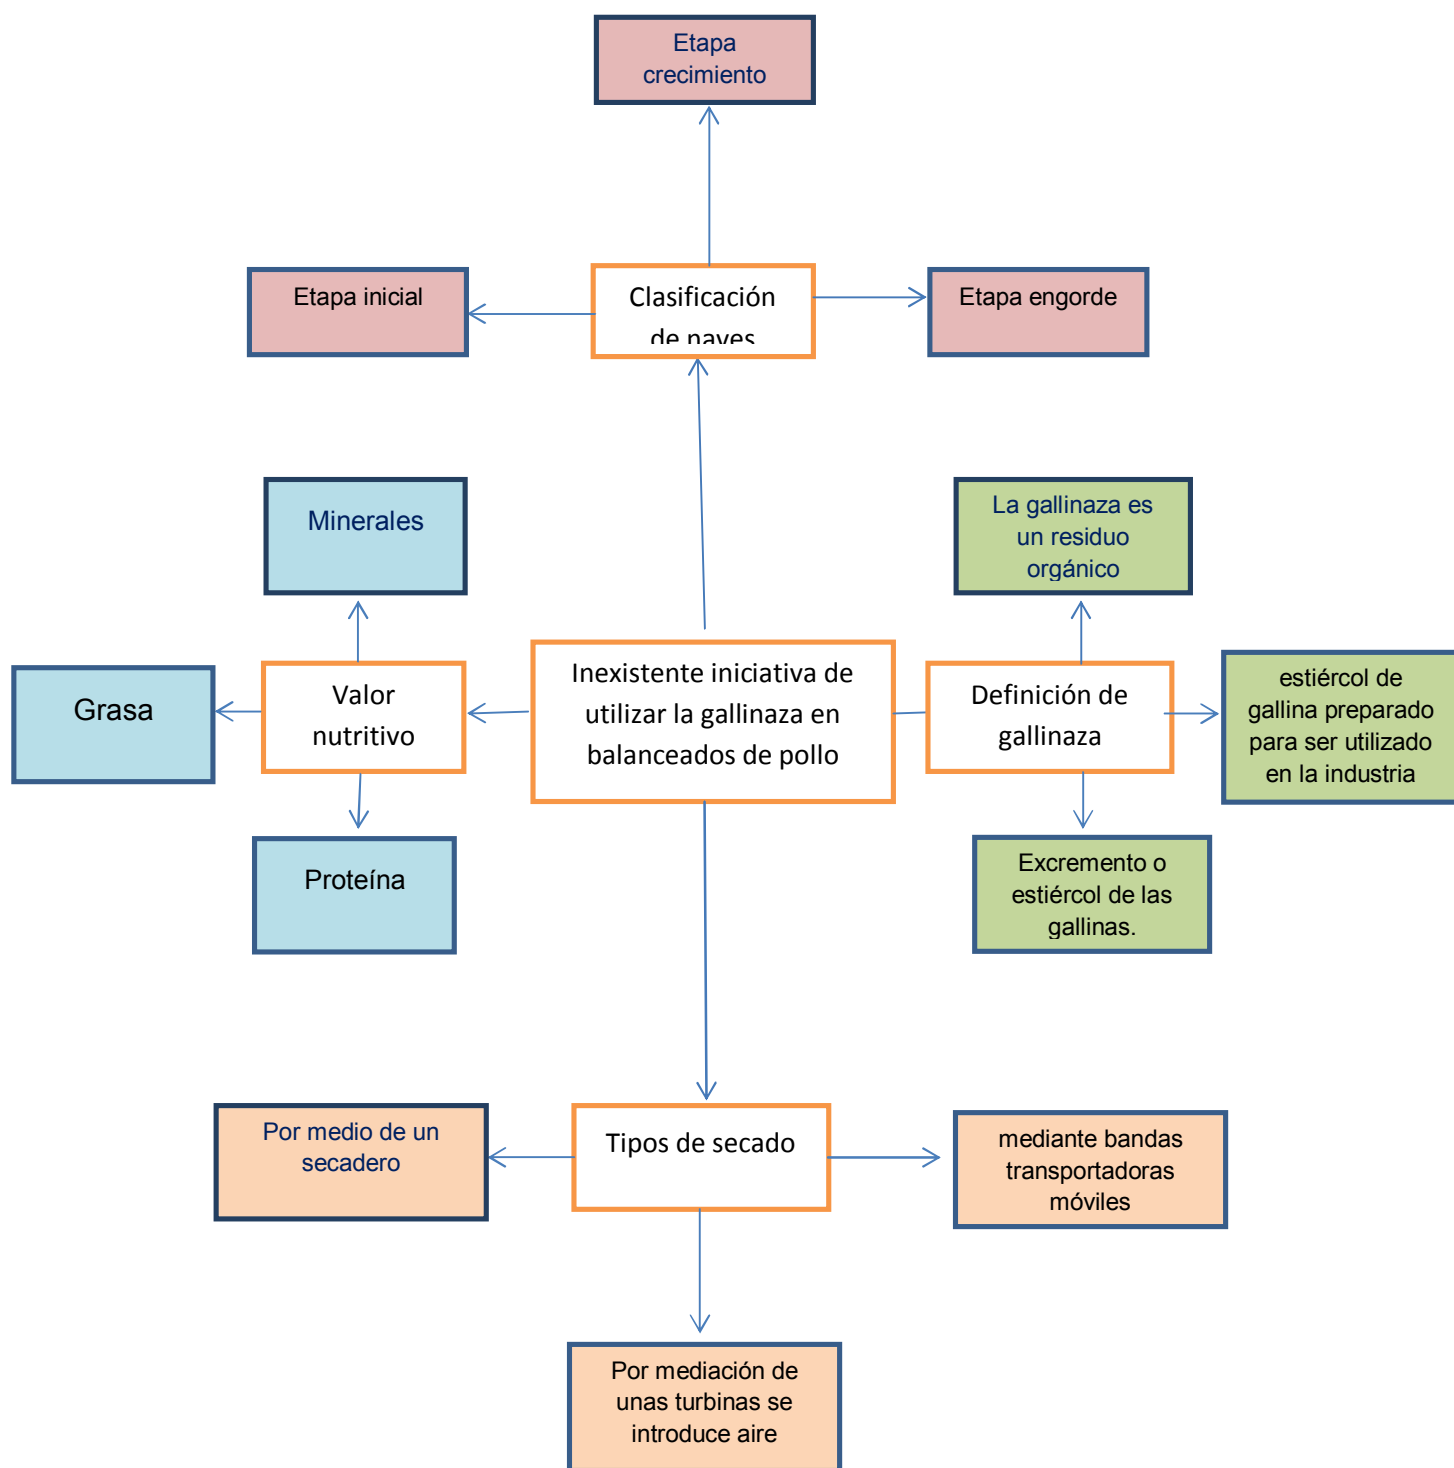 Etapa
crecimiento
Etapa inicial
Clasificación
de naves
Etapa engorde
Minerales
La gallinaza es
un residuo
orgánico
Grasa
Valor
nutritivo
Inexistente iniciativa de
utilizar la gallinaza en
balanceados de pollo
Definición de
gallinaza
estiércol de
gallina preparado
para ser utilizado
en la industria
Proteína
Excremento o
estiércol de las
gallinas.
Por medio de un
secadero
Tipos de secado
mediante bandas
transportadoras
móviles
Por mediación de
unas turbinas se
introduce aire